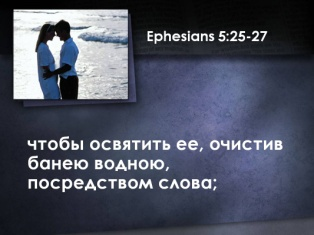 Ephesians 5:25-27
чтобы освятить ее, очистив
банею водною,
посредством слова;